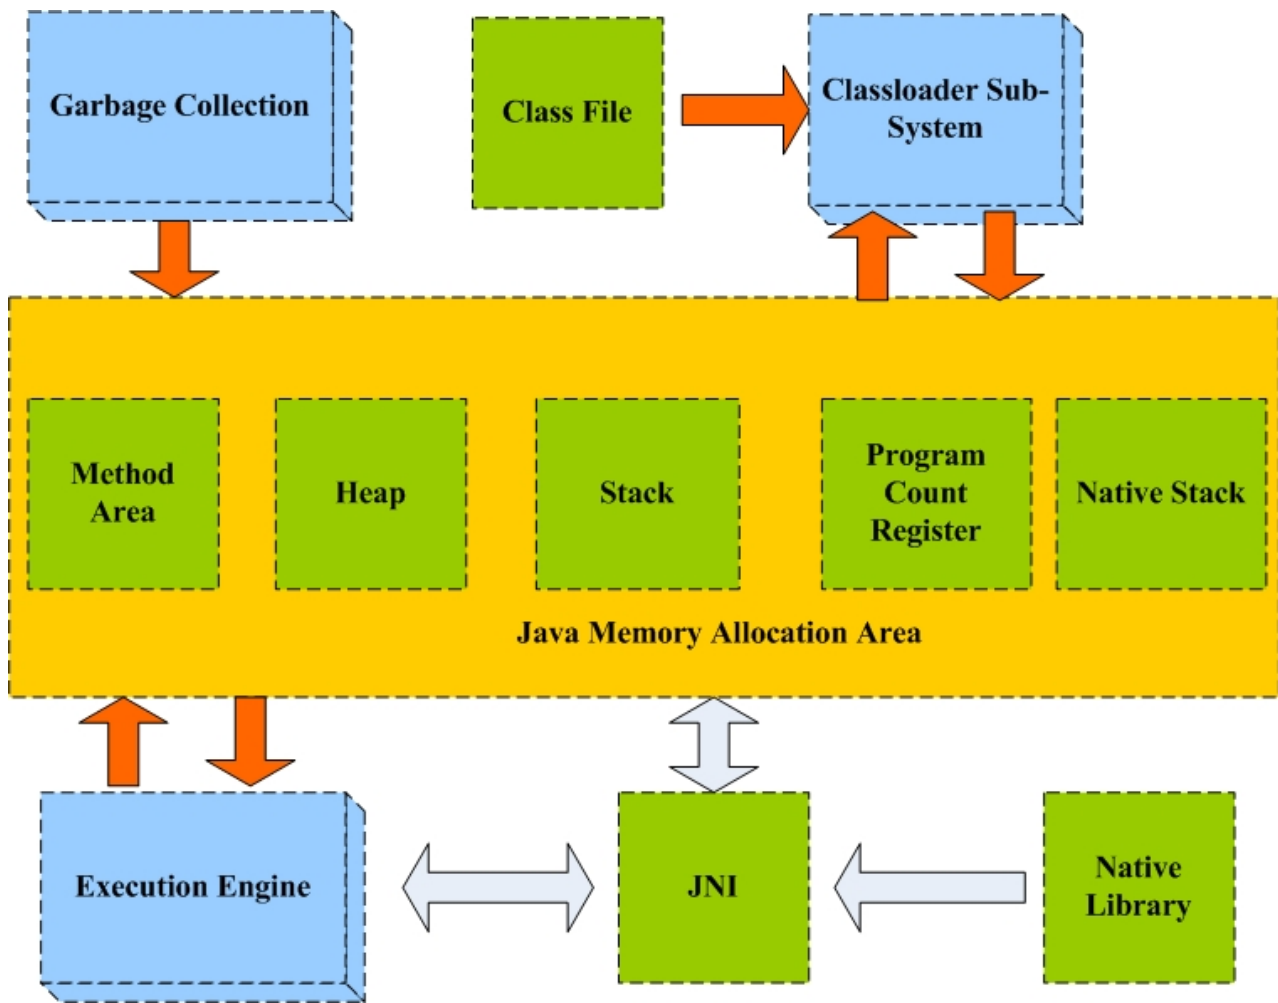 Garbage Collection
Class File
Classloader Sub-
System
Method
Area
Heap
Stack
Program
Count
Register
Native Stack
Java Memory Allocation Area
Execution Engine
JNI
Native
Library